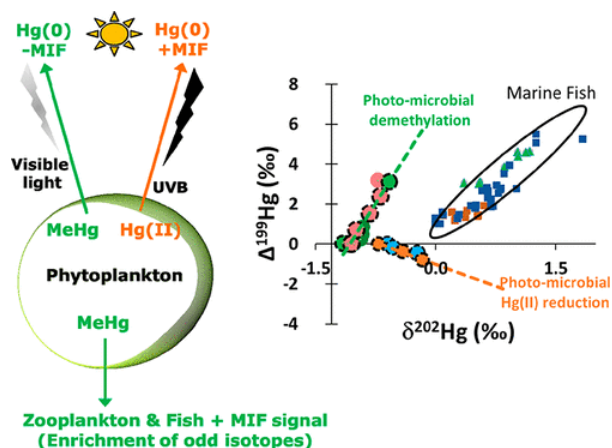 Hg(0)
-MIF
Hg(0)
+MIF
Visible
light
UVB
MeHg
Hg(II)
Phytoplankton
MeHg
Zooplankton & Fish + MIF signal
(Enrichment of odd isotopes)
Photo-microbial
demethylation
Marine Fish
Δ¹⁹⁹Hg (‰)
8
6
4
2
0
-2
-4
-1.5
0.0
1.5
δ²⁰²Hg (‰)
Photo-microbial
Hg(II) reduction